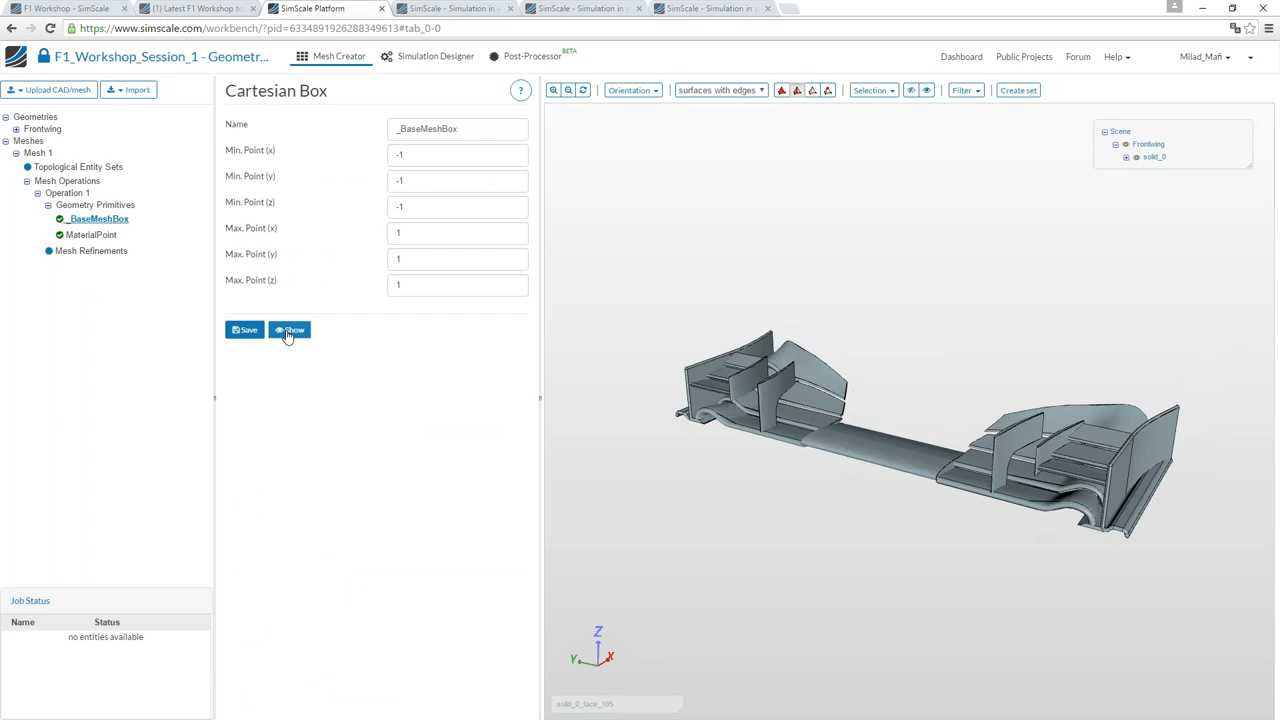 F1 Workshop - SimScale
(1) Latest F1 Workshop to
SimScale Platform
SimScale - Simulation in y
SimScale - Simulation in y
SimScale - Simulation in y
https://www.simscale.com/workbench/?pid=6334891926288349613#tab_0-0
F1_Workshop_Session_1 - Geometr...
Mesh Creator
Simulation Designer
Post-Processor BETA
Dashboard
Public Projects
Forum
Help
Milad_Mafi
Upload CAD/mesh
Import
Geometries
Frontwing
Meshes
Mesh 1
Topological Entity Sets
Mesh Operations
Operation 1
Geometry Primitives
_BaseMeshBox
MaterialPoint
Mesh Refinements
Job Status
Name Status
no entities available
Cartesian Box
?
Name _BaseMeshBox
Min. Point (x) -1
Min. Point (y) -1
Min. Point (z) -1
Max. Point (x) 1
Max. Point (y) 1
Max. Point (z) 1
Save
Show
Orientation
surfaces with edges
Selection
Filter
Create set
Scene
Frontwing
solid_0
Z
Y
X
solid_0_face_105